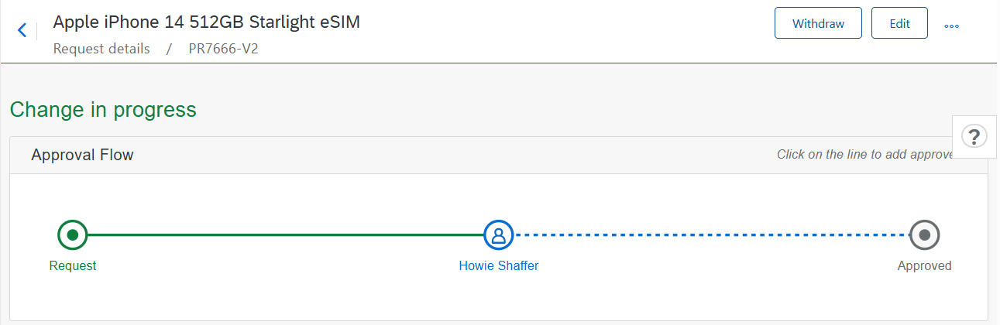 Apple iPhone 14 512GB Starlight eSIM
Withdraw
Edit
Request details / PR7666-V2
Change in progress
?
Approval Flow
Click on the line to add
Request
Howie Shaffer
Approved